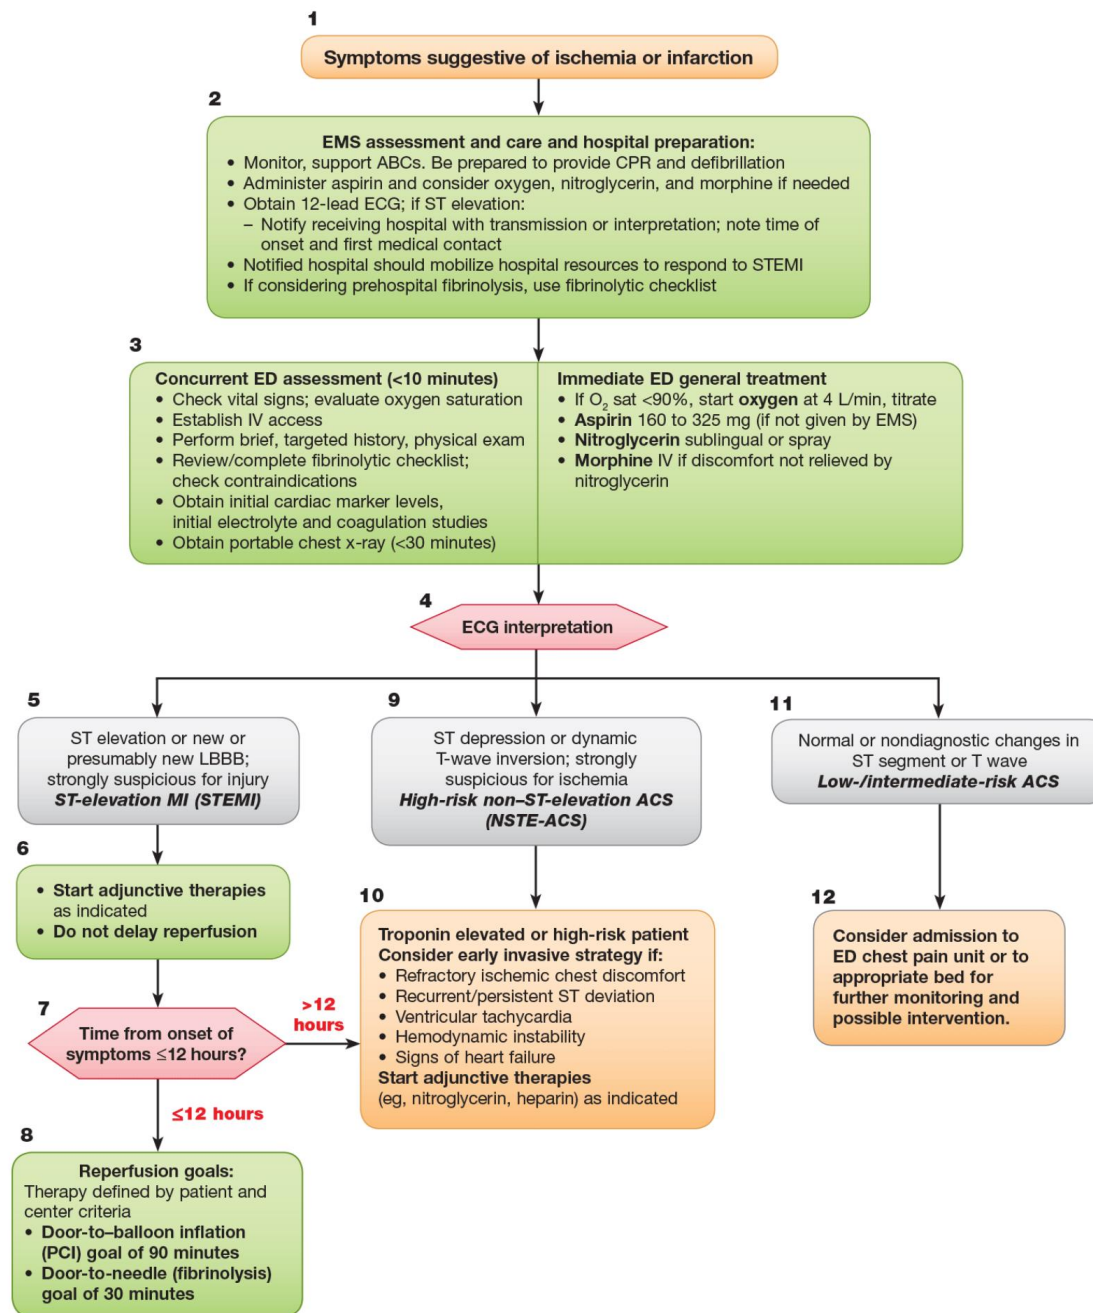 1
Symptoms suggestive of ischemia or infarction
2
EMS assessment and care and hospital preparation:
• Monitor, support ABCs. Be prepared to provide CPR and defibrillation
• Administer aspirin and consider oxygen, nitroglycerin, and morphine if needed
• Obtain 12-lead ECG; if ST elevation:
– Notify receiving hospital with transmission or interpretation; note time of
onset and first medical contact
• Notified hospital should mobilize hospital resources to respond to STEMI
• If considering prehospital fibrinolysis, use fibrinolytic checklist
3
Concurrent ED assessment (<10 minutes)
• Check vital signs; evaluate oxygen saturation
• Establish IV access
• Perform brief, targeted history, physical exam
• Review/complete fibrinolytic checklist;
check contraindications
• Obtain initial cardiac marker levels,
initial electrolyte and coagulation studies
• Obtain portable chest x-ray (<30 minutes)
Immediate ED general treatment
• If O₂ sat <90%, start oxygen at 4 L/min, titrate
• Aspirin 160 to 325 mg (if not given by EMS)
• Nitroglycerin sublingual or spray
• Morphine IV if discomfort not relieved by
nitroglycerin
4
ECG interpretation
5
ST elevation or new or
presumably new LBBB;
strongly suspicious for injury
ST-elevation MI (STEMI)
6
• Start adjunctive therapies
as indicated
• Do not delay reperfusion
7
Time from onset of
symptoms ≤12 hours?
>12
hours
≤12 hours
8
Reperfusion goals:
Therapy defined by patient and
center criteria
• Door-to–balloon inflation
(PCI) goal of 90 minutes
• Door-to-needle (fibrinolysis)
goal of 30 minutes
9
ST depression or dynamic
T-wave inversion; strongly
suspicious for ischemia
High-risk non–ST-elevation ACS
(NSTE-ACS)
10
Troponin elevated or high-risk patient
Consider early invasive strategy if:
• Refractory ischemic chest discomfort
• Recurrent/persistent ST deviation
• Ventricular tachycardia
• Hemodynamic instability
• Signs of heart failure
Start adjunctive therapies
(eg, nitroglycerin, heparin) as indicated
11
Normal or nondiagnostic changes in
ST segment or T wave
Low-/intermediate-risk ACS
12
Consider admission to
ED chest pain unit or to
appropriate bed for
further monitoring and
possible intervention.